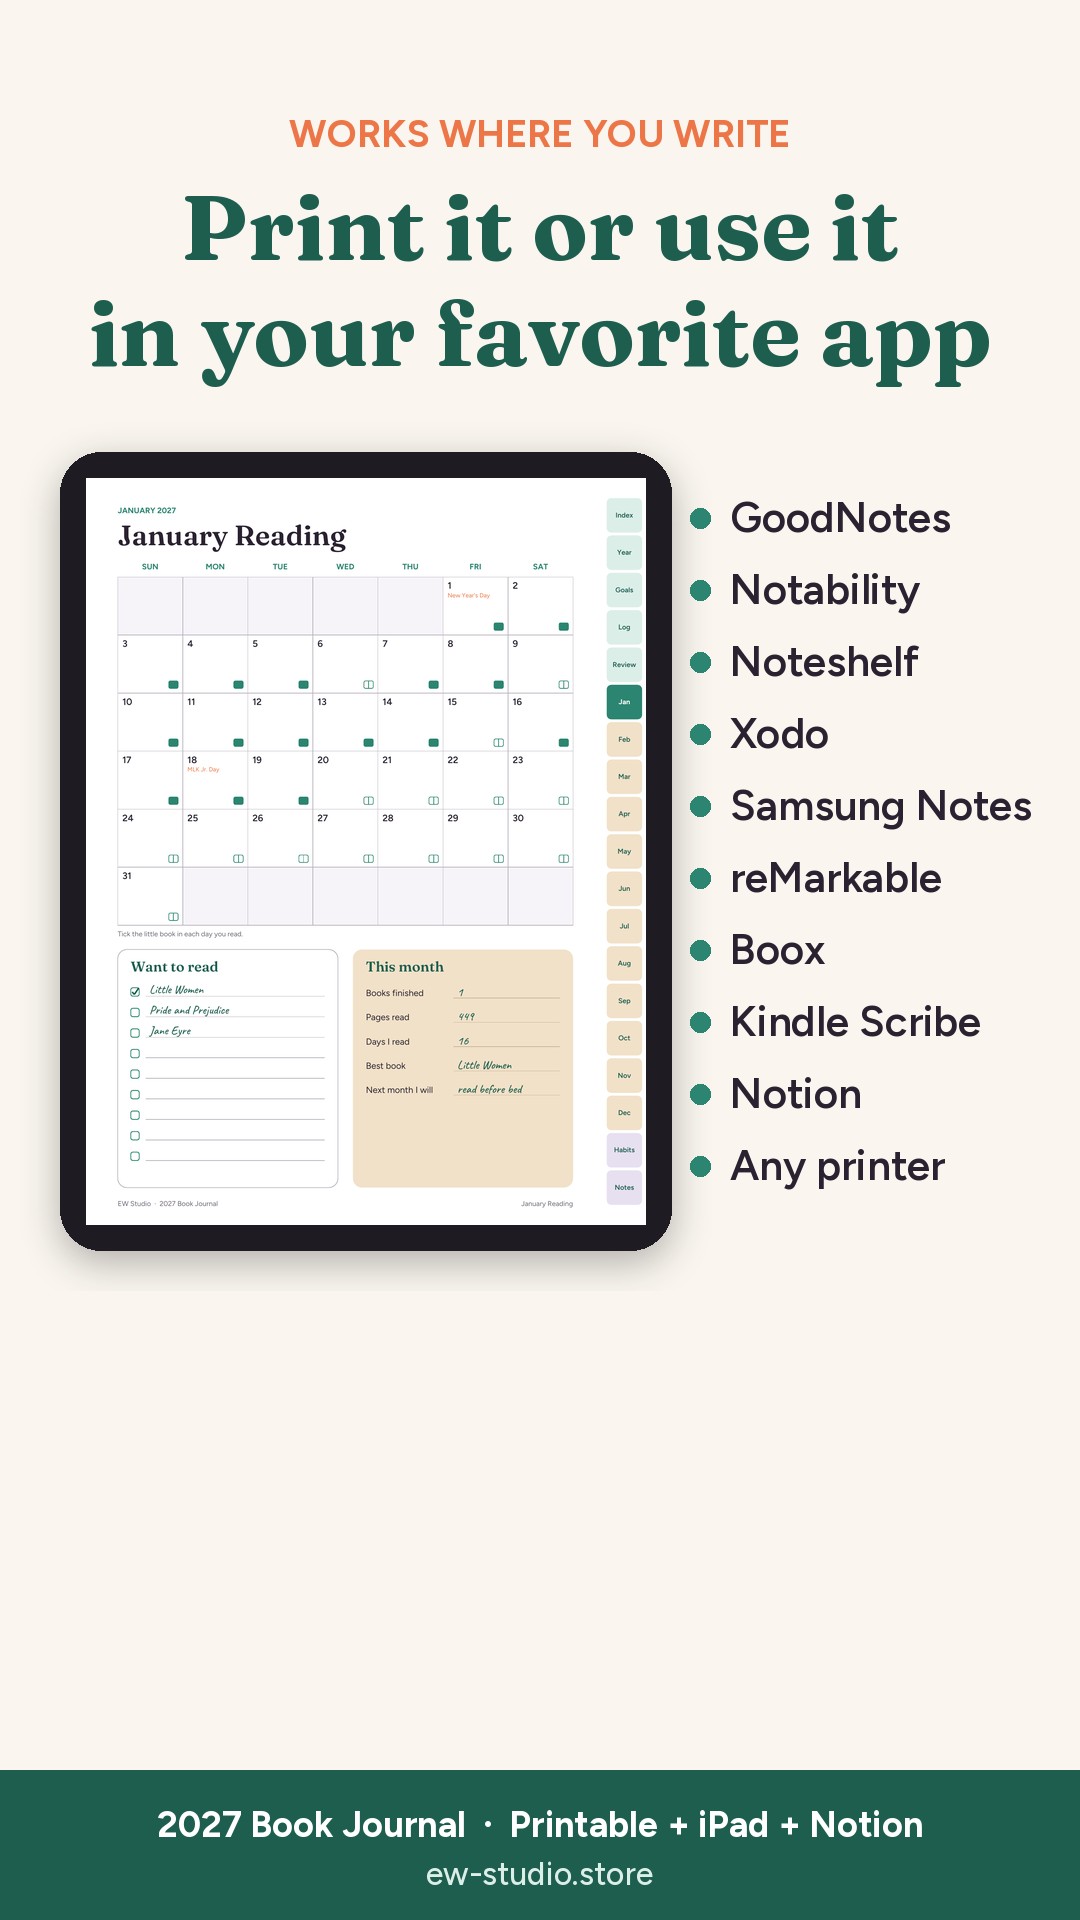 WORKS WHERE YOU WRITE
Print it or use it
in your favorite app
JANUARY 2027
January Reading
SUN MON TUE WED THU FRI SAT
1 2
New Year's Day
3 4 5 6 7 8 9
10 11 12 13 14 15 16
17 18 19 20 21 22 23
MLK Jr. Day
24 25 26 27 28 29 30
31
Tick the little book in each day you read.
Want to read
Little Women
Pride and Prejudice
Jane Eyre
This month
Books finished 1
Pages read 449
Days I read 16
Best book Little Women
Next month I will read before bed
EW Studio · 2027 Book Journal
January Reading
Index
Year
Goals
Log
Review
Jan
Feb
Mar
Apr
May
Jun
Jul
Aug
Sep
Oct
Nov
Dec
Habits
Notes
GoodNotes
Notability
Noteshelf
Xodo
Samsung Notes
reMarkable
Boox
Kindle Scribe
Notion
Any printer
2027 Book Journal · Printable + iPad + Notion
ew-studio.store